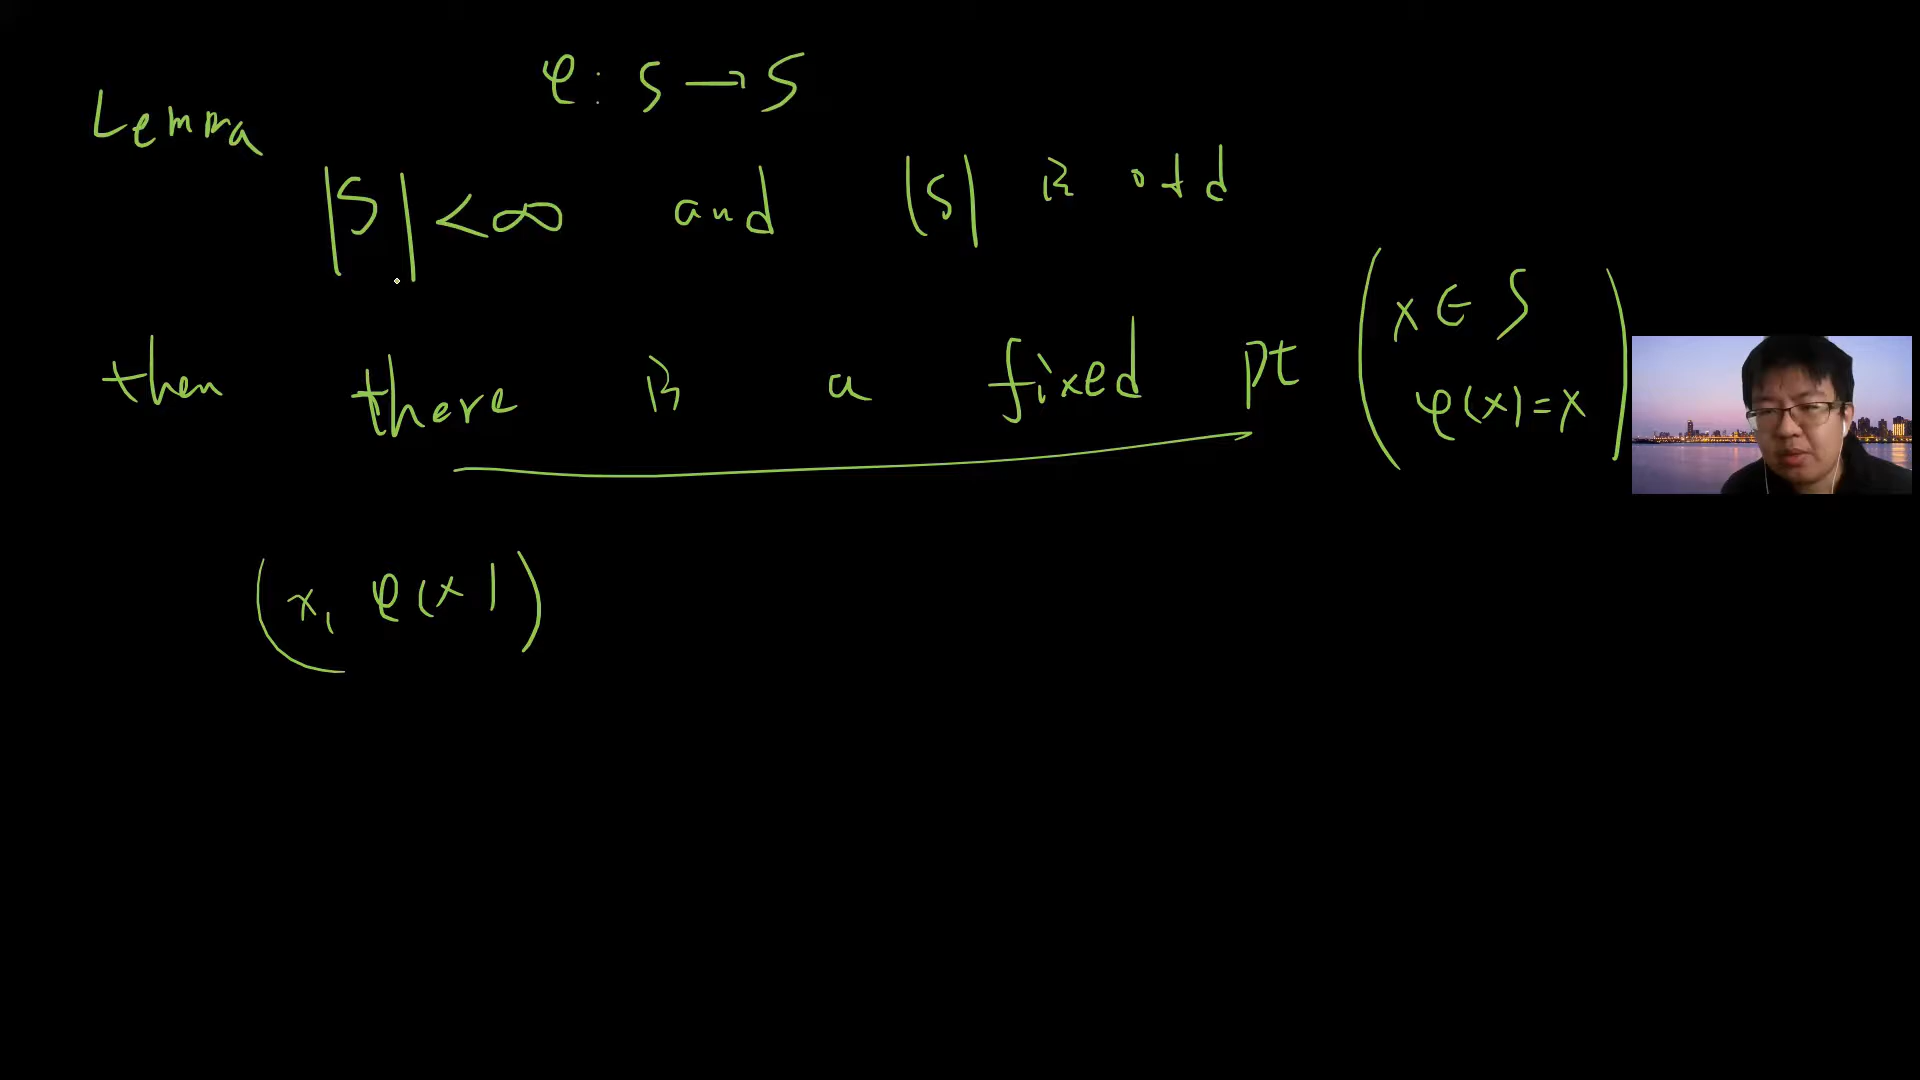 φ: S → S
Lemma
|S| < ∞ and |S| is odd
then there is a fixed pt (x ∈ S
φ(x) = x)
(x, φ(x))